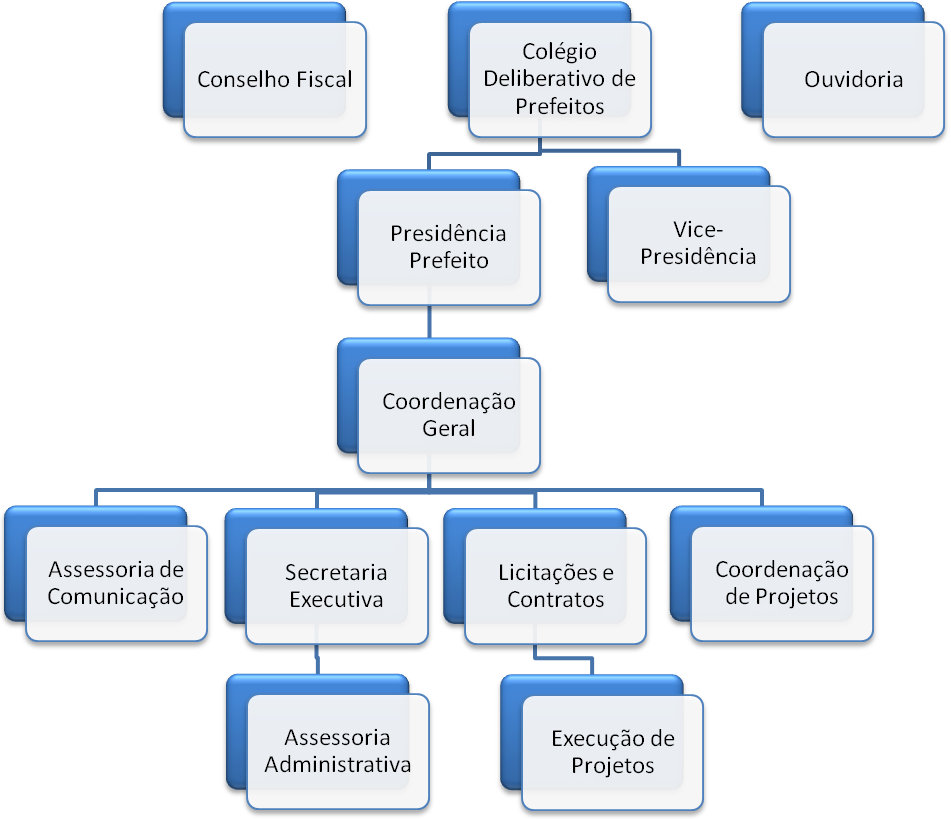 Conselho Fiscal
Colégio
Deliberativo de
Prefeitos
Ouvidoria
Presidência
Prefeito
Vice-
Presidência
Coordenação
Geral
Assessoria de
Comunicação
Secretaria
Executiva
Licitações e
Contratos
Coordenação
de Projetos
Assessoria
Administrativa
Execução de
Projetos